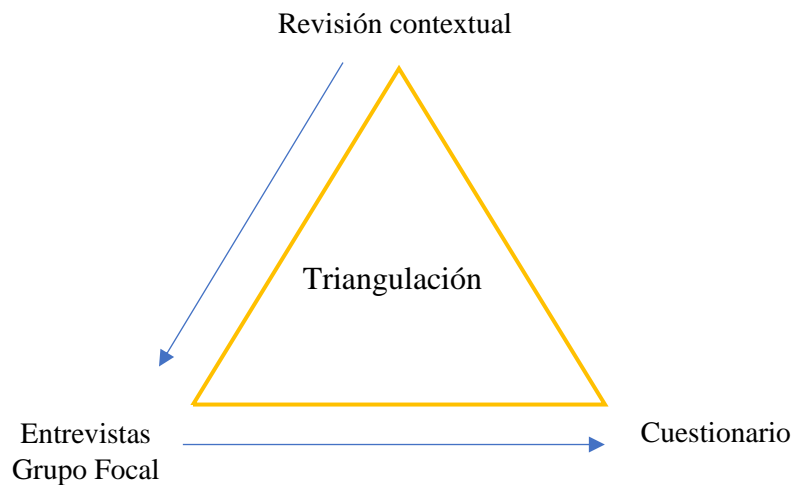 Revisión contextual
Triangulación
Entrevistas
Grupo Focal
Cuestionario